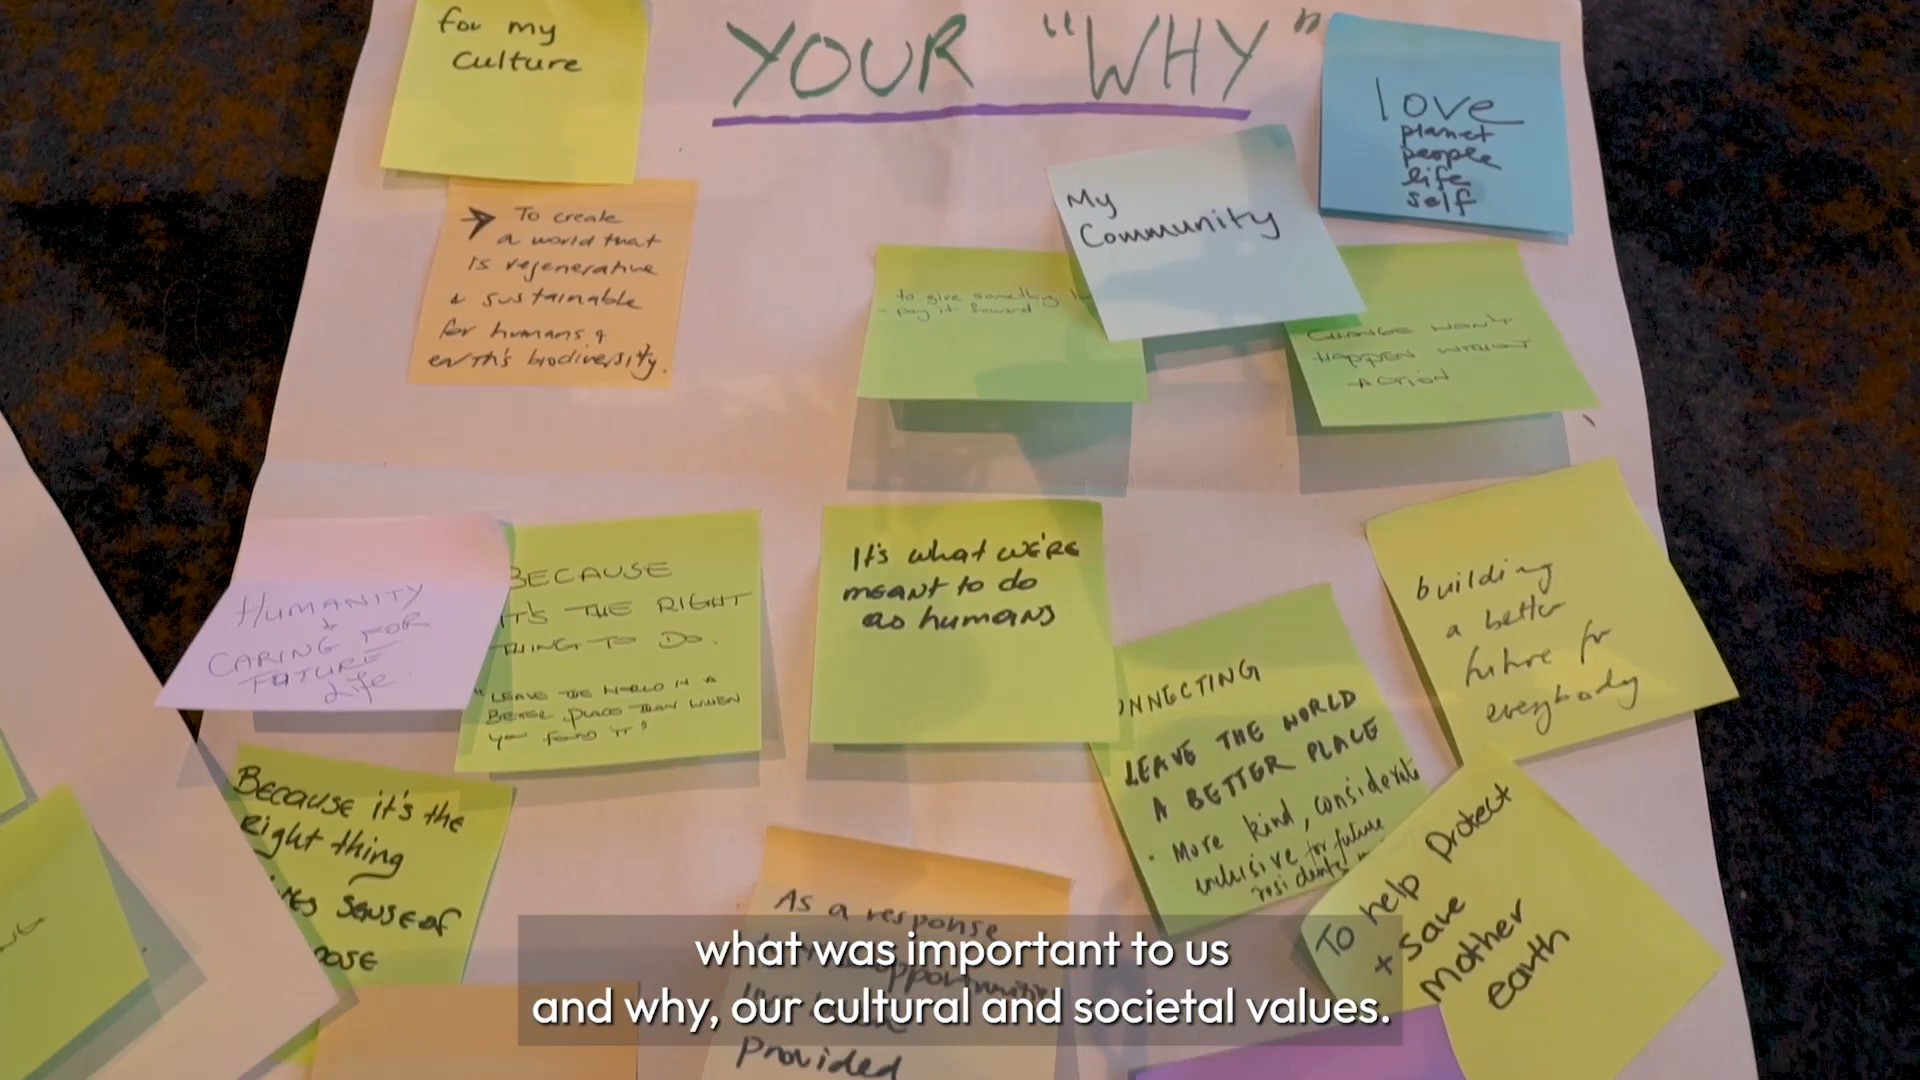 for my
culture
YOUR "WHY"
love
planet
people
life
self
To create
a world that
is regenerative
& sustainable
for humans &
earth's biodiversity.
My
Community
to give something
- pay it forward
CHANGE WON'T
HAPPEN WITHOUT
ACTION
HUMANITY
CARING FOR
FUTURE
Life.
BECAUSE
IT'S THE RIGHT
THING TO DO.
"LEAVE THE WORLD IN A
BETTER PLACE THAN WHEN
you found IT"
It's what WE'RE
meant to do
as humans
ONNECTING
LEAVE THE WORLD
A BETTER PLACE
• More kind, considerate
inclusive for future
residents
building
a better
future for
everybody
Because it's the
right thing
sense of
pose
To help protect
+ save
mother
earth
As a response
opportunities
provided
what was important to us
and why, our cultural and societal values.